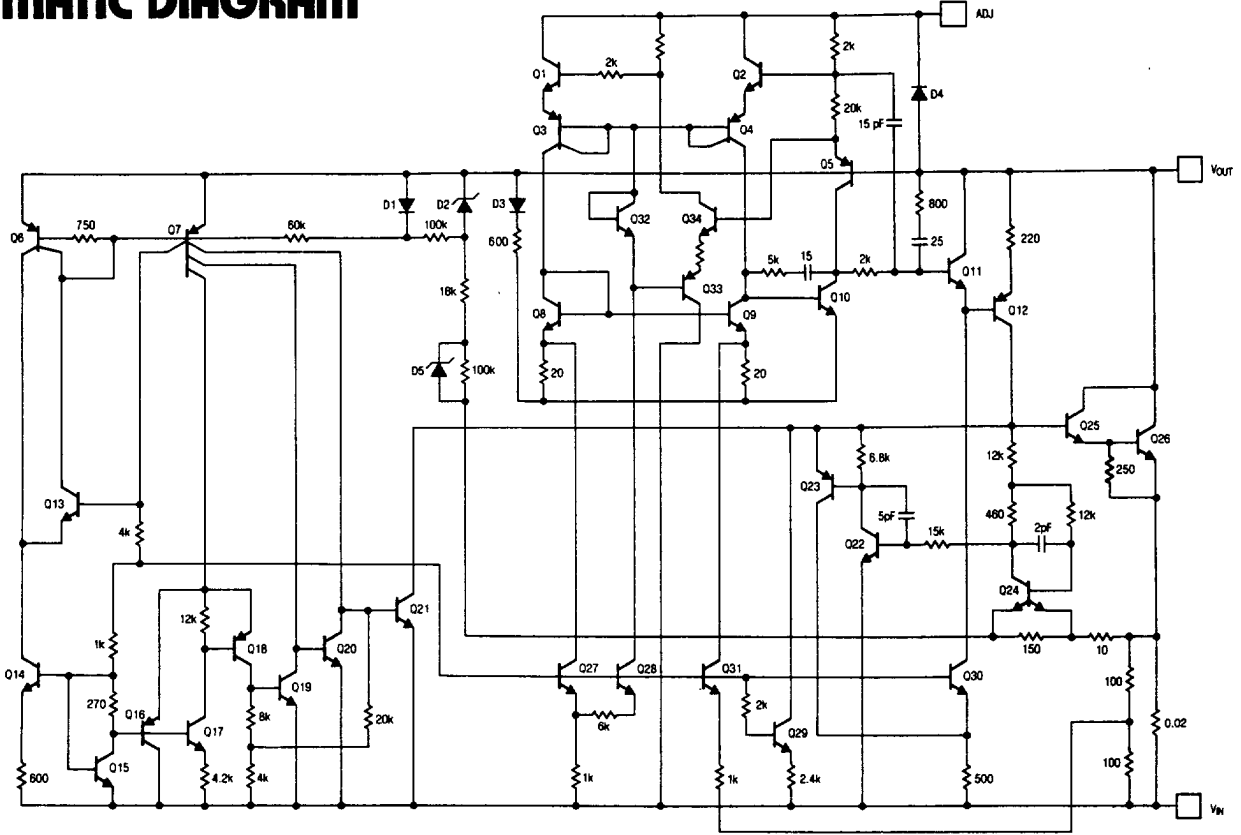 MATIC DIAGRAM
ADJ
Q1
2k
Q2
2k
20k
D4
15 pF
Q3
Q4
Q5
VOUT
Q6
750
Q7
60k
D1
100k
D2
D3
600
Q32
Q34
800
25
220
Q11
5k
15
2k
Q33
Q12
18k
Q8
Q9
Q10
D5
100k
20
20
Q25
Q26
250
6.8k
12k
Q23
5pF
460
12k
Q13
4k
Q22
15k
2pF
Q24
1k
12k
Q18
Q20
Q21
150
10
Q14
270
Q16
Q17
Q19
Q27
Q28
Q31
Q30
100
8k
20k
6k
2k
Q29
0.02
600
Q15
4.2k
4k
1k
1k
2.4k
500
100
VIN